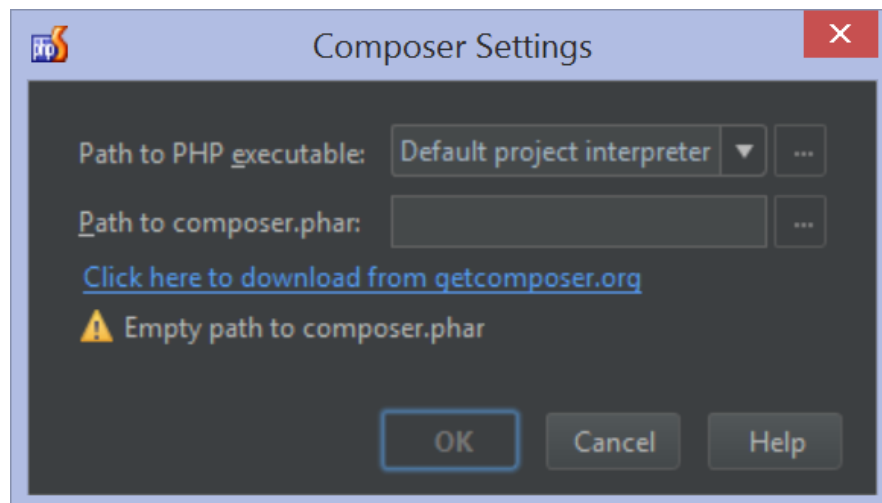 php
Composer Settings
Path to PHP executable:
Default project interpreter
...
Path to composer.phar:
...
Click here to download from getcomposer.org
Empty path to composer.phar
OK
Cancel
Help